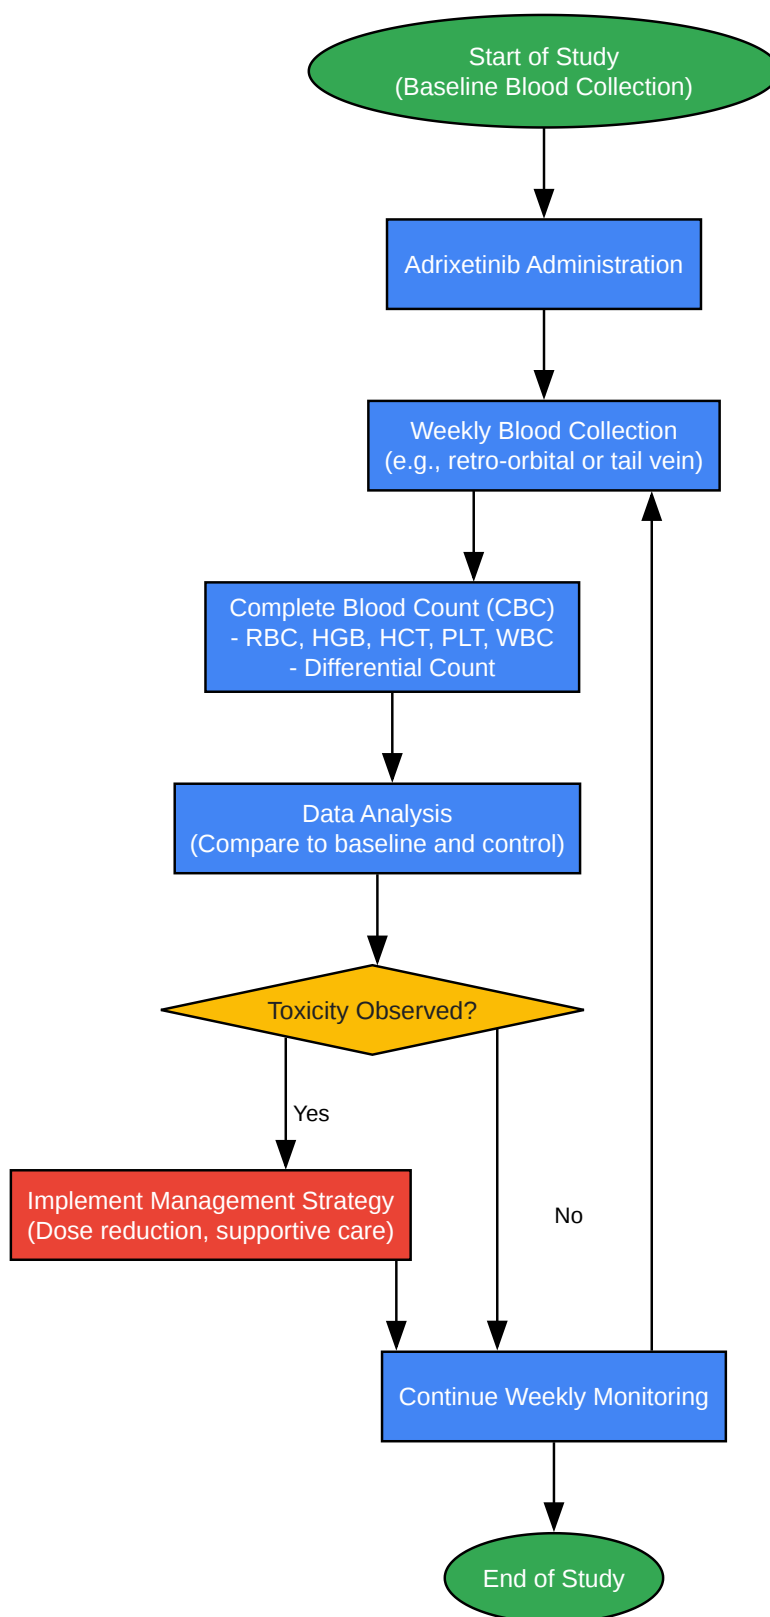 Start of Study
(Baseline Blood Collection)
Adrixetinib Administration
Weekly Blood Collection
(e.g., retro-orbital or tail vein)
Complete Blood Count (CBC)
- RBC, HGB, HCT, PLT, WBC
- Differential Count
Data Analysis
(Compare to baseline and control)
Toxicity Observed?
Yes
Implement Management Strategy
(Dose reduction, supportive care)
No
Continue Weekly Monitoring
End of Study